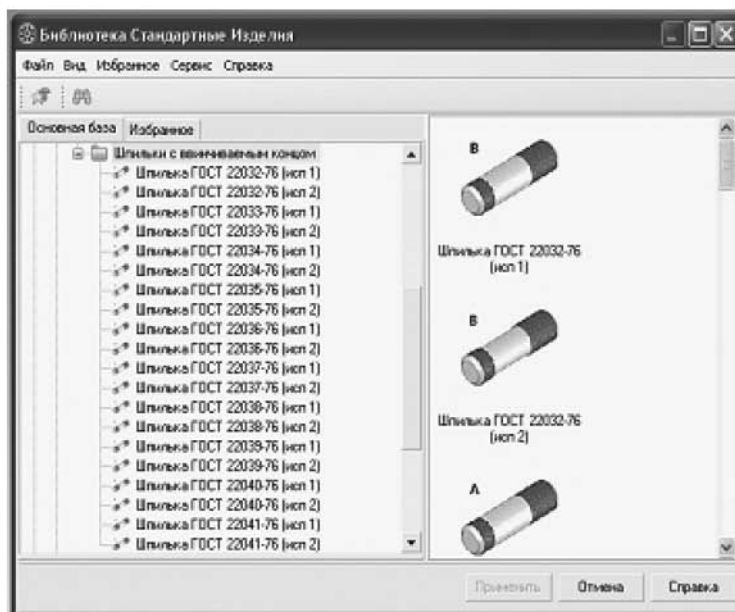 Библиотека Стандартные Изделия
Файл Вид Избранное Сервис Справка
Основная база Избранное
Шпильки с ввинчиваемым концом
Шпилька ГОСТ 22032-76 (исп 1)
Шпилька ГОСТ 22032-76 (исп 2)
Шпилька ГОСТ 22033-76 (исп 1)
Шпилька ГОСТ 22033-76 (исп 2)
Шпилька ГОСТ 22034-76 (исп 1)
Шпилька ГОСТ 22034-76 (исп 2)
Шпилька ГОСТ 22035-76 (исп 1)
Шпилька ГОСТ 22035-76 (исп 2)
Шпилька ГОСТ 22036-76 (исп 1)
Шпилька ГОСТ 22036-76 (исп 2)
Шпилька ГОСТ 22037-76 (исп 1)
Шпилька ГОСТ 22037-76 (исп 2)
Шпилька ГОСТ 22038-76 (исп 1)
Шпилька ГОСТ 22038-76 (исп 2)
Шпилька ГОСТ 22039-76 (исп 1)
Шпилька ГОСТ 22039-76 (исп 2)
Шпилька ГОСТ 22040-76 (исп 1)
Шпилька ГОСТ 22040-76 (исп 2)
Шпилька ГОСТ 22041-76 (исп 1)
Шпилька ГОСТ 22041-76 (исп 2)
В
Шпилька ГОСТ 22032-76
(исп 1)
В
Шпилька ГОСТ 22032-76
(исп 2)
А
Применить Отмена Справка